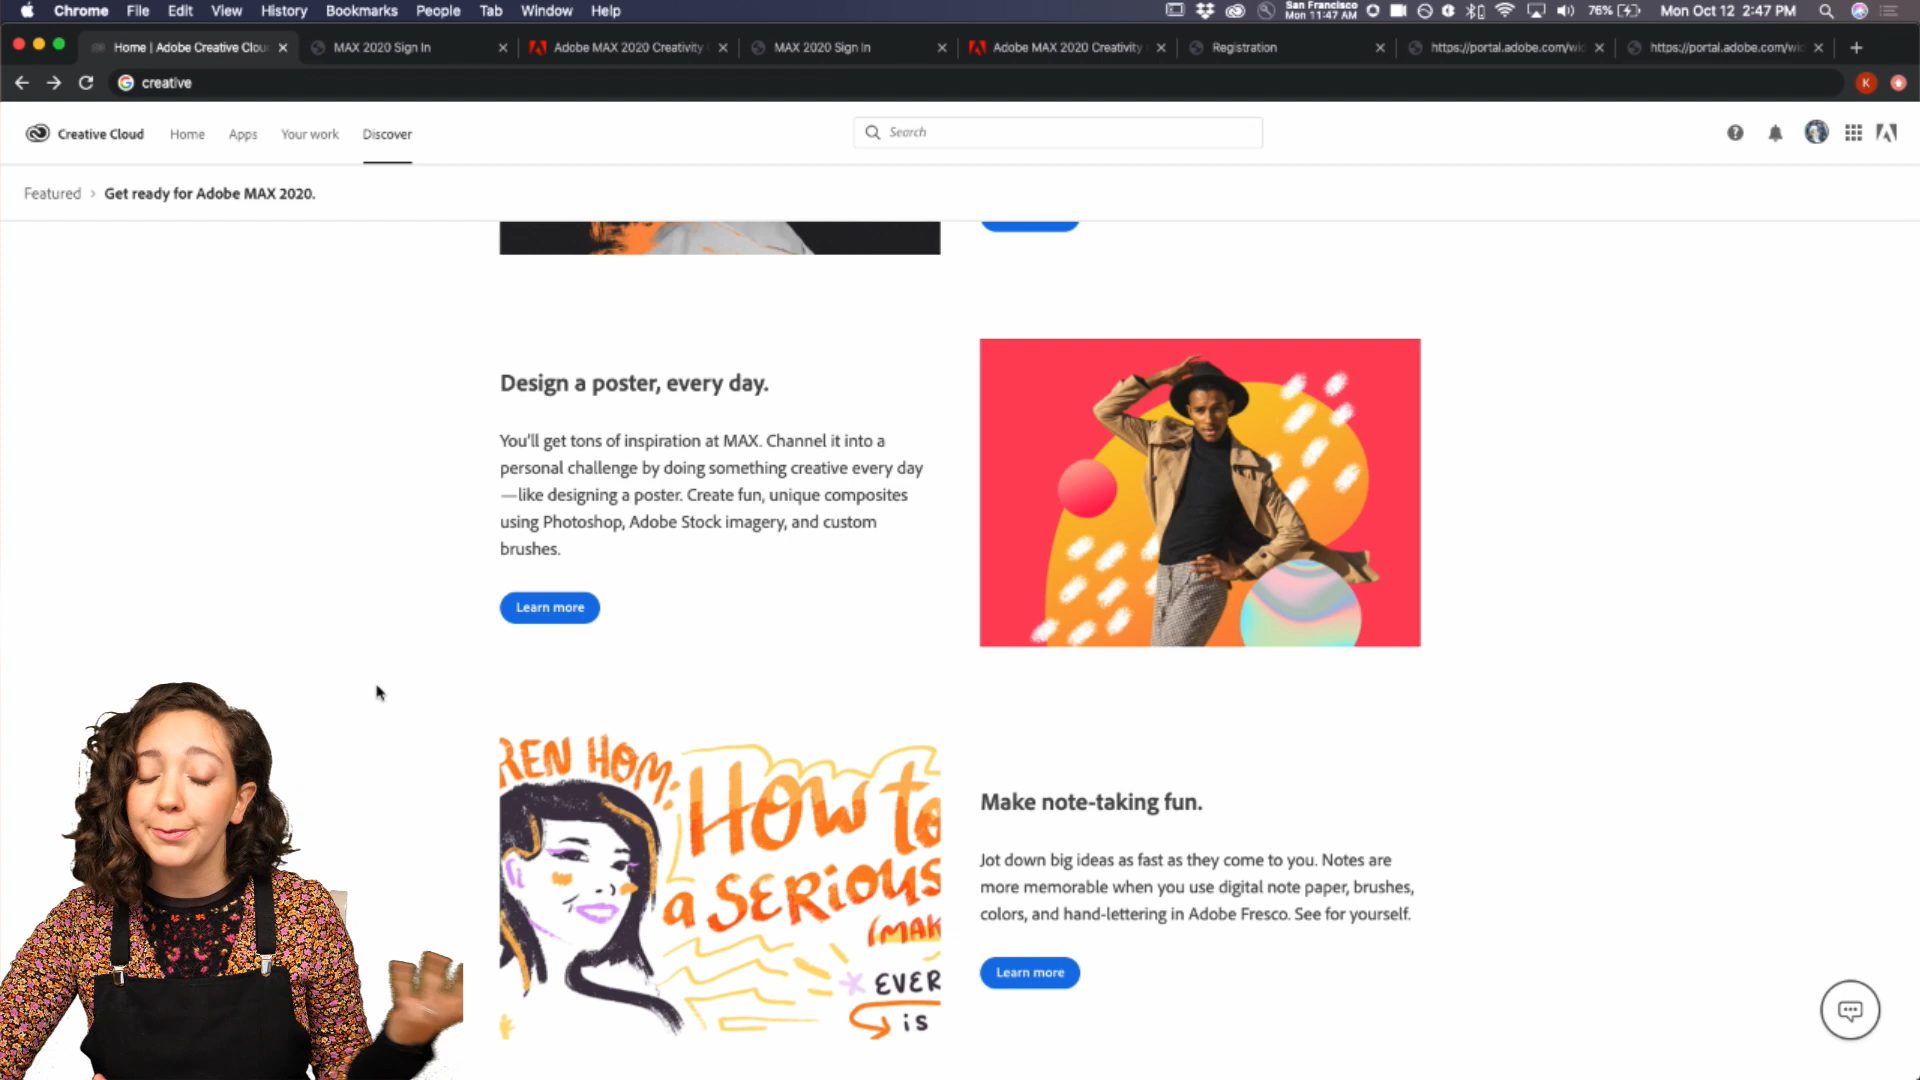 Chrome File Edit View History Bookmarks People Tab Window Help
San Francisco
Mon 11:47 AM
76%
Mon Oct 12 2:47 PM
Home | Adobe Creative Clou
MAX 2020 Sign In
Adobe MAX 2020 Creativity
MAX 2020 Sign In
Adobe MAX 2020 Creativity
Registration
https://portal.adobe.com/wi
https://portal.adobe.com/wi
creative
K
Creative Cloud
Home
Apps
Your work
Discover
Search
Featured > Get ready for Adobe MAX 2020.
Design a poster, every day.
You'll get tons of inspiration at MAX. Channel it into a
personal challenge by doing something creative every day
—like designing a poster. Create fun, unique composites
using Photoshop, Adobe Stock imagery, and custom
brushes.
Learn more
REN HOM:
How to
a SERiOUS
(MAK
EVER
is
Make note-taking fun.
Jot down big ideas as fast as they come to you. Notes are
more memorable when you use digital note paper, brushes,
colors, and hand-lettering in Adobe Fresco. See for yourself.
Learn more